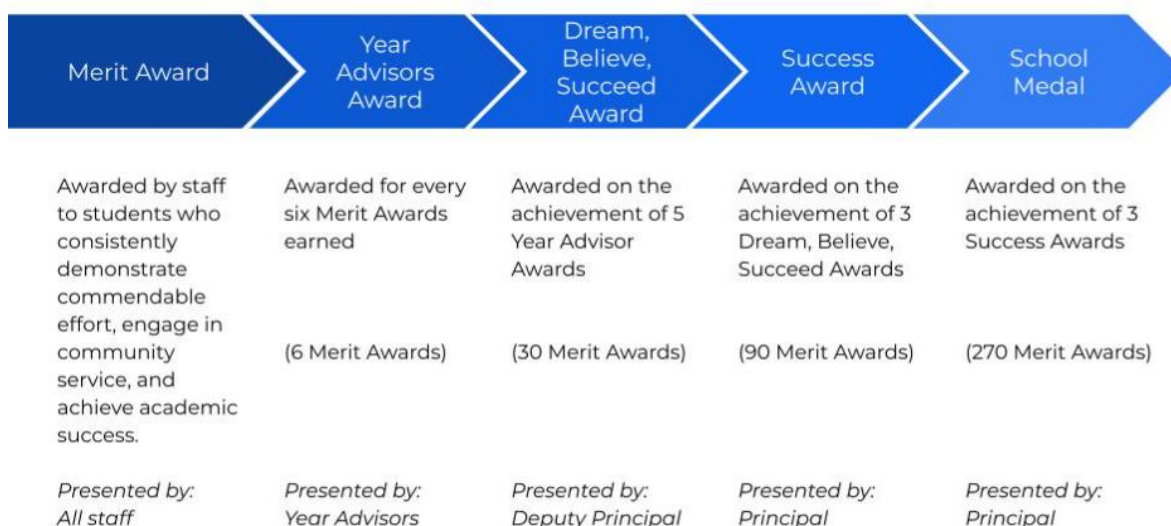 Merit Award
Year
Advisors
Award
Dream,
Believe,
Succeed
Award
Success
Award
School
Medal
Awarded by staff
to students who
consistently
demonstrate
commendable
effort, engage in
community
service, and
achieve academic
success.
Presented by:
All staff
Awarded for every
six Merit Awards
earned
(6 Merit Awards)
Presented by:
Year Advisors
Awarded on the
achievement of 5
Year Advisor
Awards
(30 Merit Awards)
Presented by:
Deputy Principal
Awarded on the
achievement of 3
Dream, Believe,
Succeed Awards
(90 Merit Awards)
Presented by:
Principal
Awarded on the
achievement of 3
Success Awards
(270 Merit Awards)
Presented by:
Principal